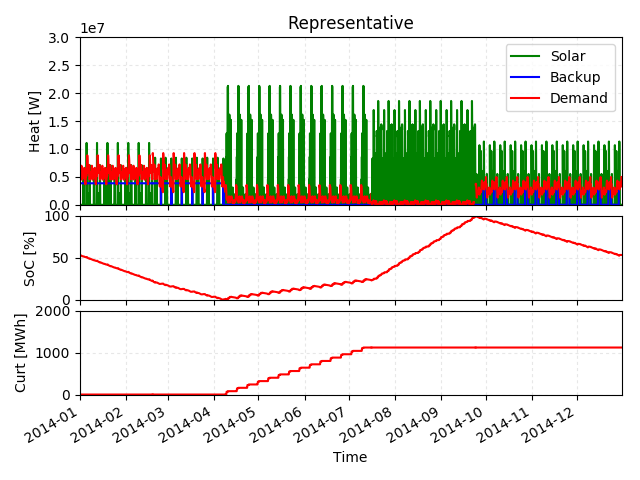 Representative
1e7
3.0
2.5
2.0
1.5
1.0
0.5
0.0
Heat [W]
Solar
Backup
Demand
100
50
0
SoC [%]
2000
1000
0
Curt [MWh]
2014-01
2014-02
2014-03
2014-04
2014-05
2014-06
2014-07
2014-08
2014-09
2014-10
2014-11
2014-12
Time